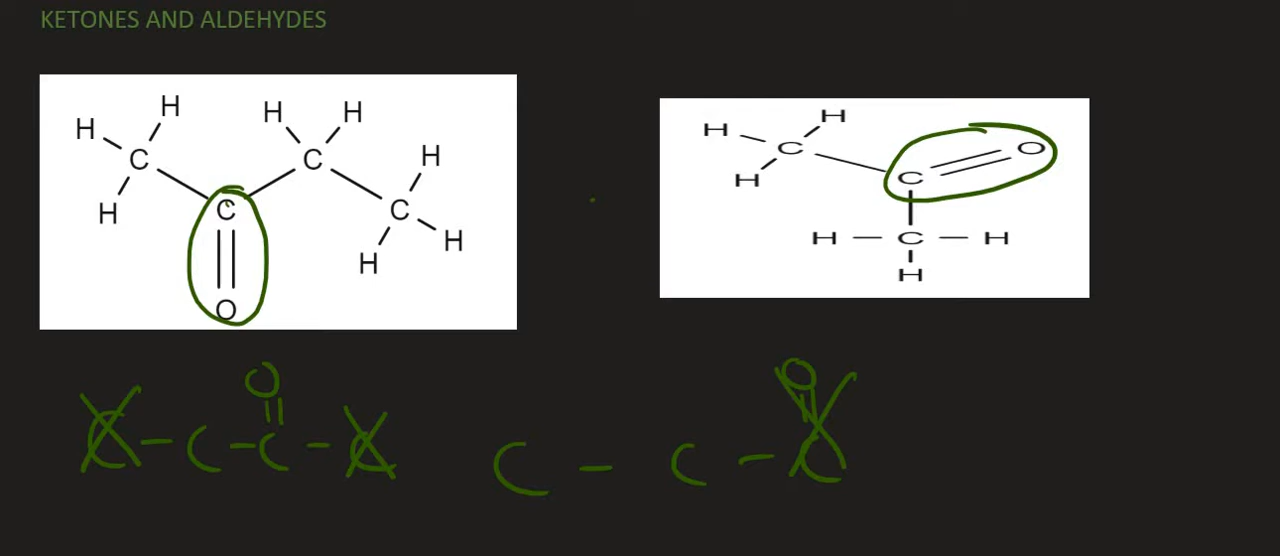 KETONES AND ALDEHYDES
H H H H
H C C H
H C C H
H
O
H H
C O
H C
H — C — H
H
O O
C — C — C — C C — C — C